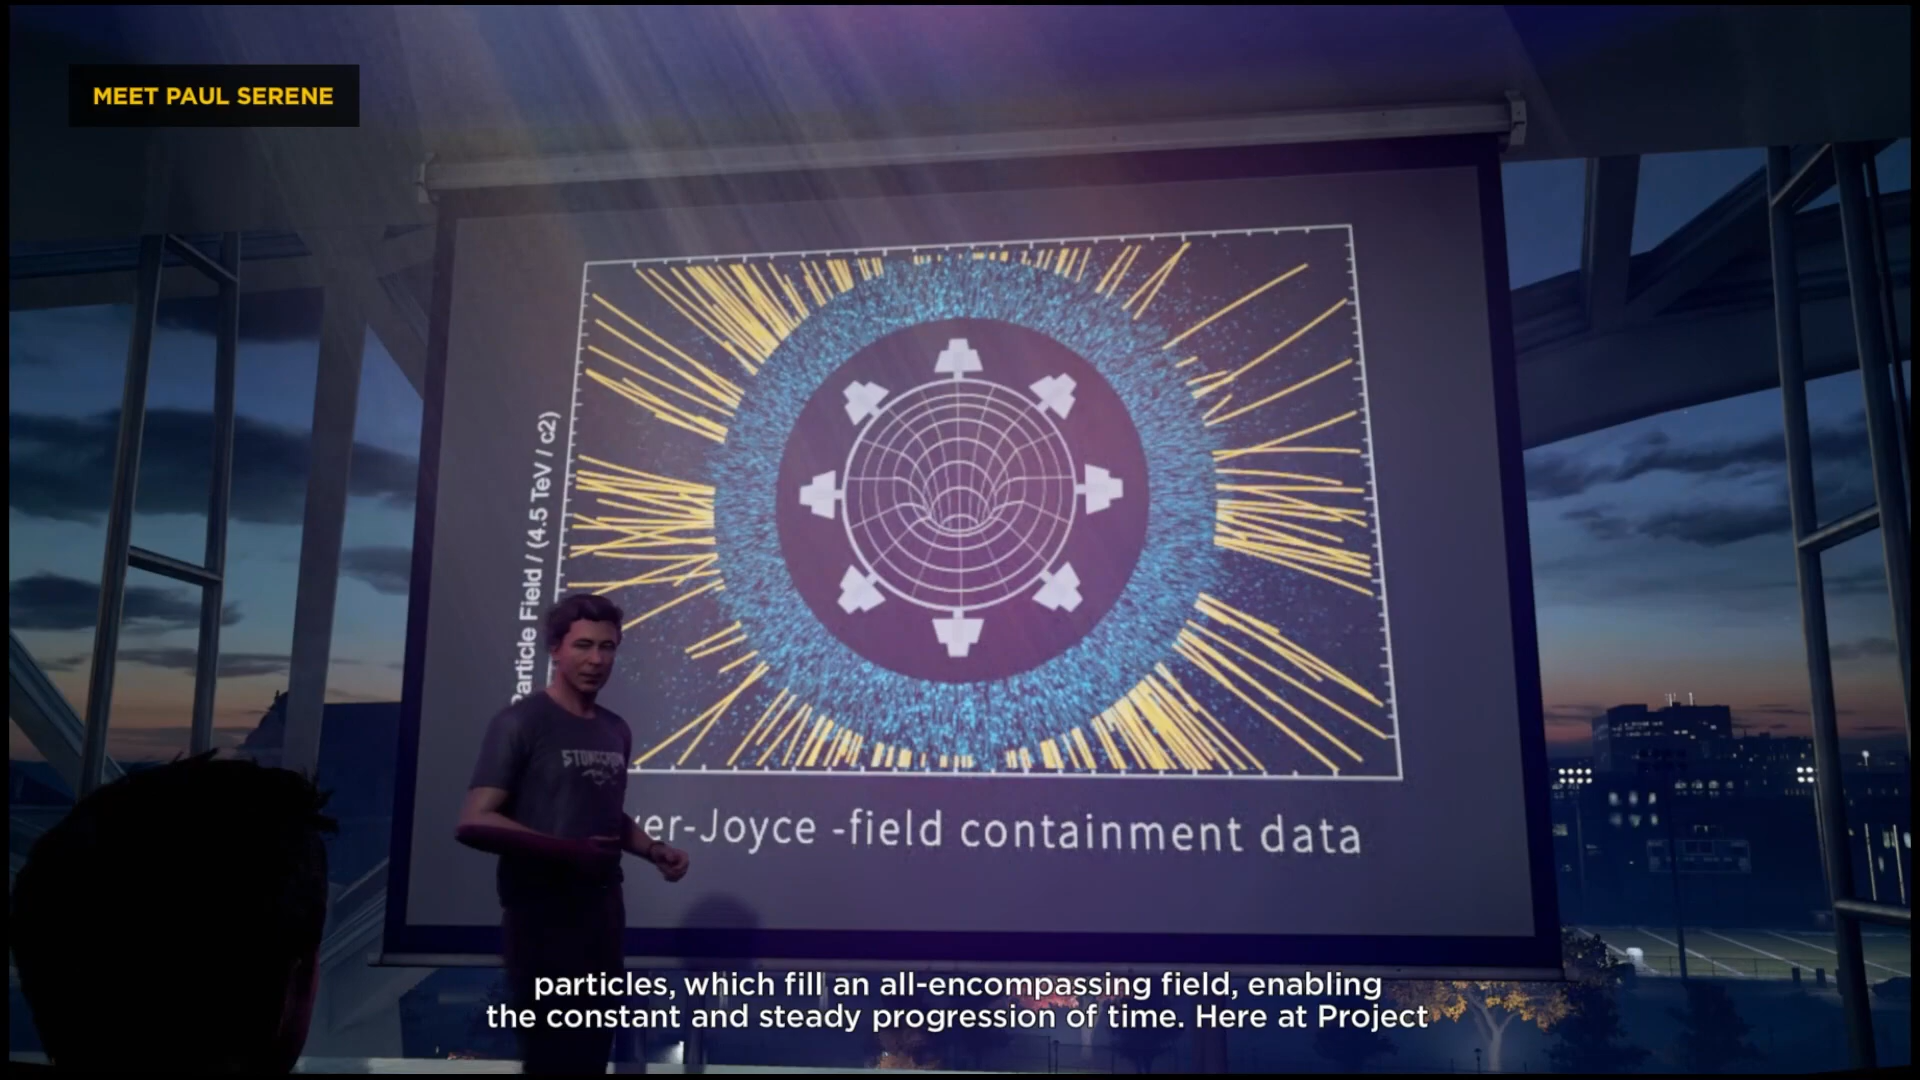 MEET PAUL SERENE
Particle Field / (4.5 TeV / c2)
er-Joyce -field containment data
particles, which fill an all-encompassing field, enabling
the constant and steady progression of time. Here at Project